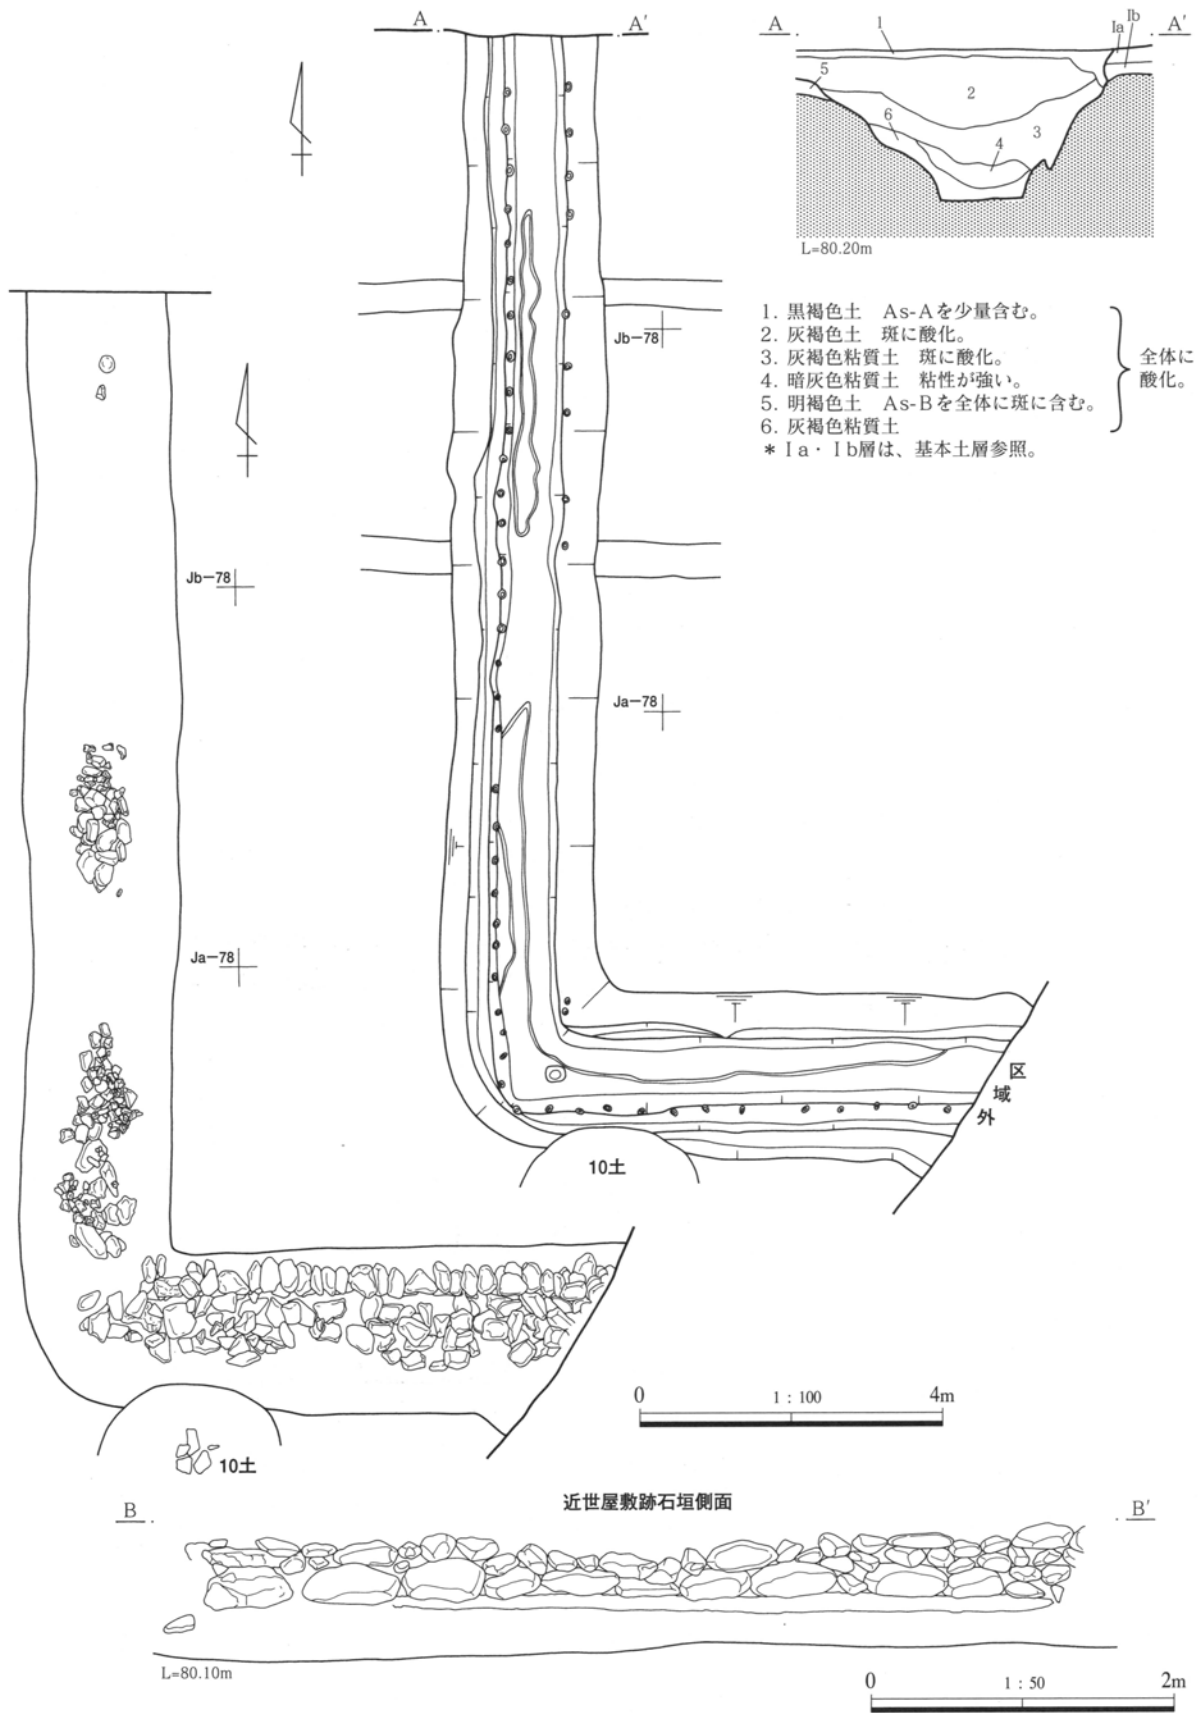 A A′
A A′
1
Ⅰa
Ⅰb
5
2
6
3
4
L=80.20m
1. 黒褐色土 As-Aを少量含む。
2. 灰褐色土 斑に酸化。
3. 灰褐色粘質土 斑に酸化。
4. 暗灰色粘質土 粘性が強い。
5. 明褐色土 As-Bを全体に斑に含む。
6. 灰褐色粘質土
全体に
酸化。
＊Ⅰa・Ⅰb層は、基本土層参照。
Jb-78
Jb-78
Ja-78
Ja-78
区域外
10土
0 1：100 4m
10土
近世屋敷跡石垣側面
B B′
L=80.10m
0 1：50 2m